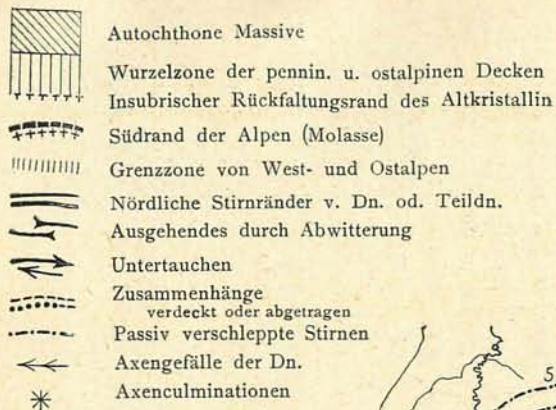 Autochthone Massive
Wurzelzone der pennin. u. ostalpinen Decken
Insubrischer Rückfaltungsrand des Altkristallin
Südrand der Alpen (Molasse)
Grenzzone von West- und Ostalpen
Nördliche Stirnränder v. Dn. od. Teildn.
Ausgehendes durch Abwitterung
Untertauchen
Zusammenhänge
verdeckt oder abgetragen
Passiv verschleppte Stirnen
Axengefälle der Dn.
Axenculminationen
5